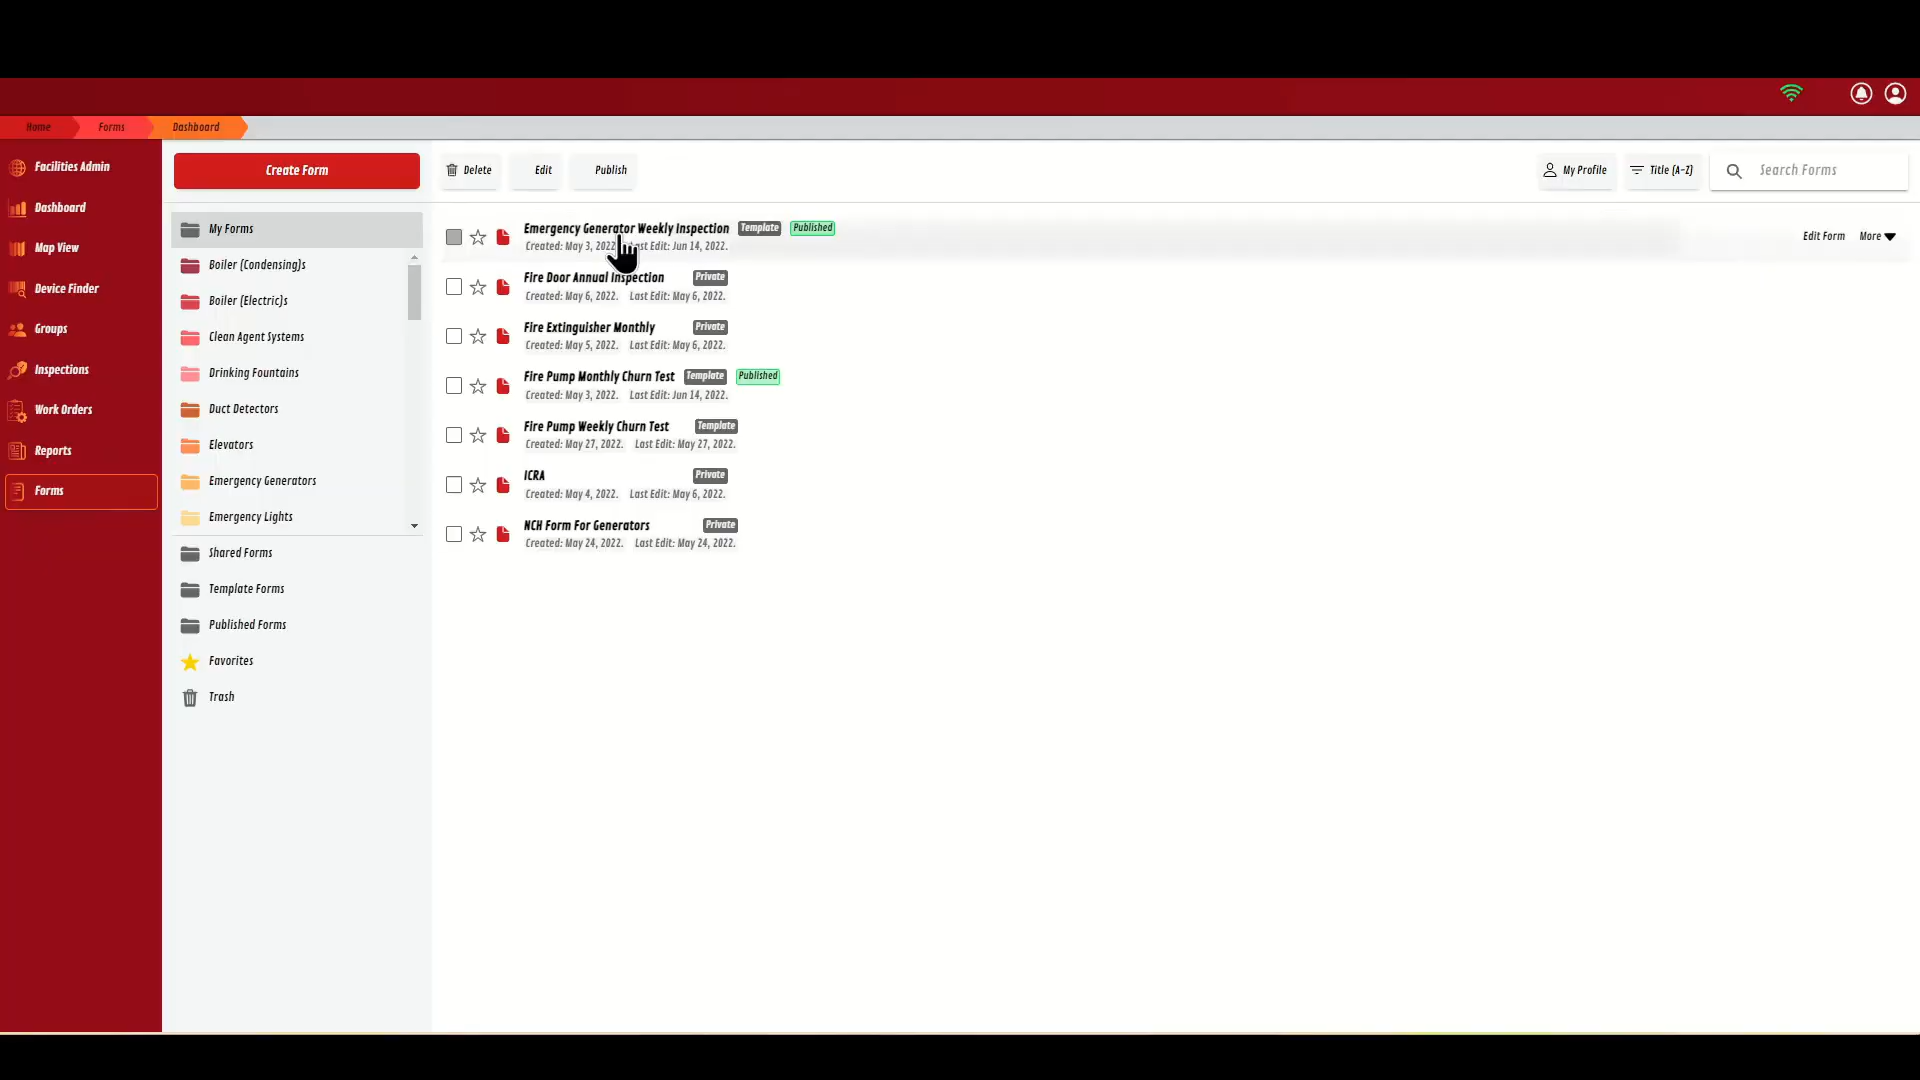 Home
Forms
Dashboard
Facilities Admin
Dashboard
Map View
Device Finder
Groups
Inspections
Work Orders
Reports
Forms
Create Form
My Forms
Boiler (Condensing)s
Boiler (Electric)s
Clean Agent Systems
Drinking Fountains
Duct Detectors
Elevators
Emergency Generators
Emergency Lights
Shared Forms
Template Forms
Published Forms
Favorites
Trash
Delete Edit Publish
My Profile Title (A-Z) Search Forms
Emergency Generator Weekly Inspection Template Published
Created: May 3, 2022 Last Edit: Jun 14, 2022.
Edit Form More
Fire Door Annual Inspection Private
Created: May 6, 2022. Last Edit: May 6, 2022.
Fire Extinguisher Monthly Private
Created: May 5, 2022. Last Edit: May 6, 2022.
Fire Pump Monthly Churn Test Template Published
Created: May 3, 2022. Last Edit: Jun 14, 2022.
Fire Pump Weekly Churn Test Template
Created: May 27, 2022. Last Edit: May 27, 2022.
ICRA Private
Created: May 4, 2022. Last Edit: May 6, 2022.
NCH Form For Generators Private
Created: May 24, 2022. Last Edit: May 24, 2022.